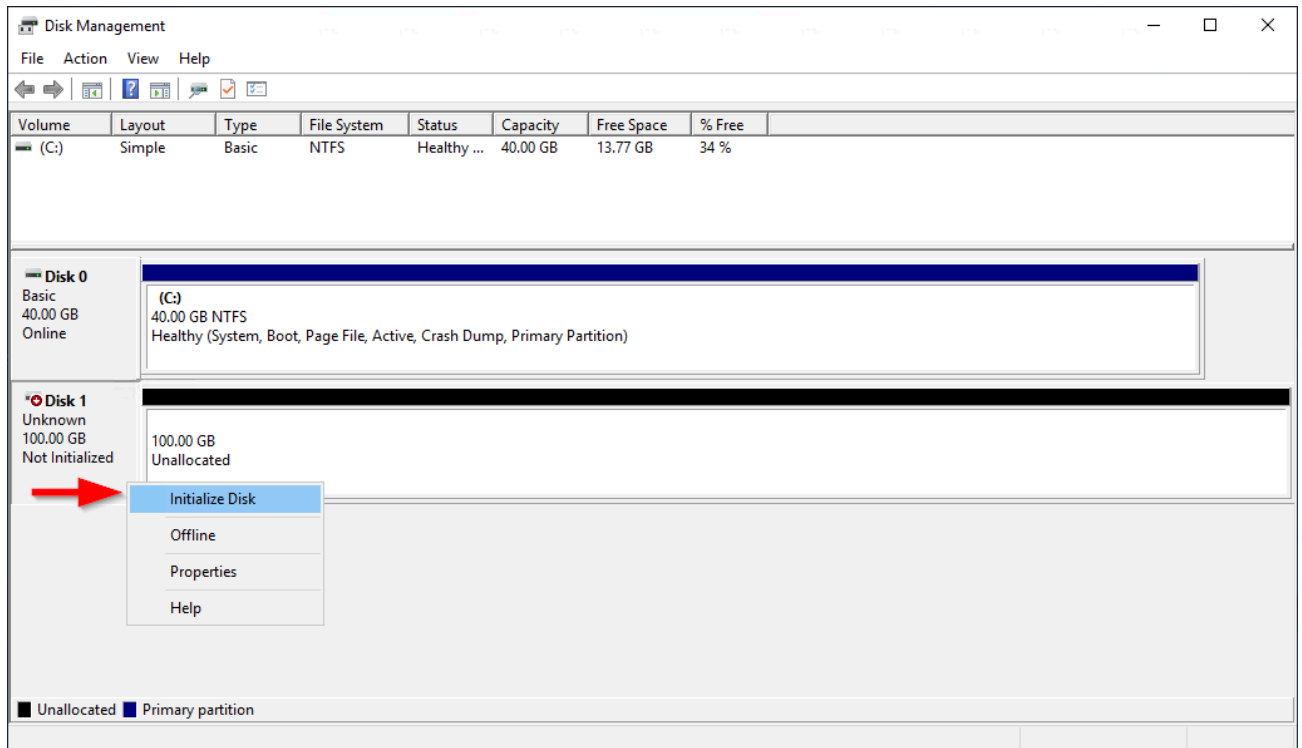 Disk Management
File Action View Help
Volume Layout Type File System Status Capacity Free Space % Free
(C:) Simple Basic NTFS Healthy ... 40.00 GB 13.77 GB 34 %
Disk 0
Basic
40.00 GB
Online
(C:)
40.00 GB NTFS
Healthy (System, Boot, Page File, Active, Crash Dump, Primary Partition)
Disk 1
Unknown
100.00 GB
Not Initialized
100.00 GB
Unallocated
Initialize Disk
Offline
Properties
Help
Unallocated Primary partition